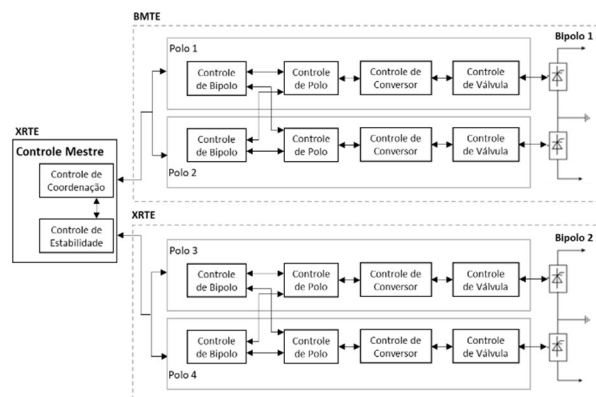 BMTE
Bipolo 1
Polo 1
Controle
de Bipolo
Controle
de Polo
Controle de
Conversor
Controle
de Válvula
Controle
de Bipolo
Controle
de Polo
Controle de
Conversor
Controle
de Válvula
Polo 2
XRTE
Controle Mestre
Controle de
Coordenação
Controle de
Estabilidade
XRTE
Bipolo 2
Polo 3
Controle
de Bipolo
Controle
de Polo
Controle de
Conversor
Controle
de Válvula
Controle
de Bipolo
Controle
de Polo
Controle de
Conversor
Controle
de Válvula
Polo 4